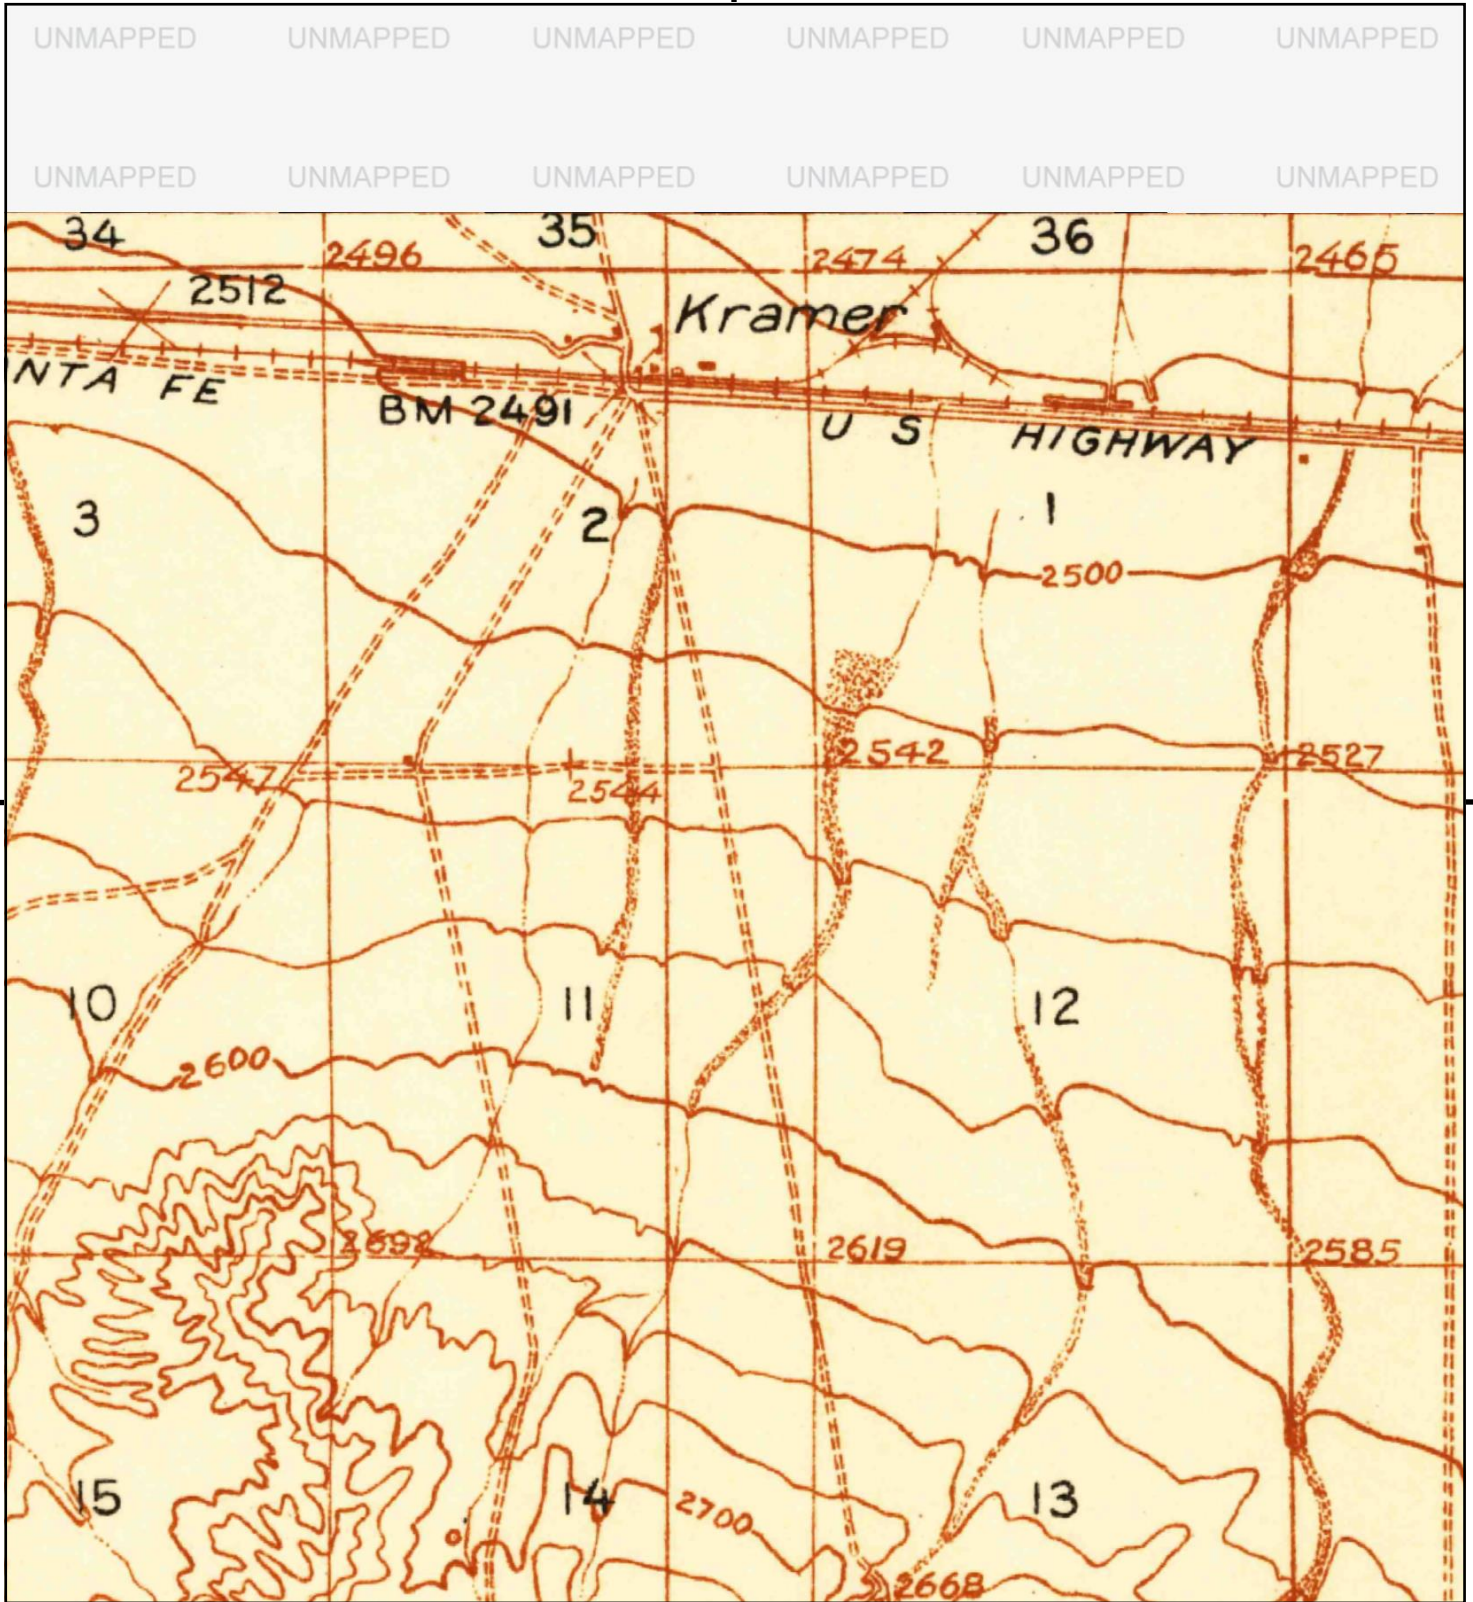 UNMAPPED UNMAPPED UNMAPPED UNMAPPED UNMAPPED UNMAPPED
UNMAPPED UNMAPPED UNMAPPED UNMAPPED UNMAPPED UNMAPPED
34 35 36
2496 2474 2465
2512
Kramer
NTA FE
BM 2491
U S HIGHWAY
3 2 1
2500
2547 2544 2542 2527
10 11 12
2600
2692 2619 2585
15 14 13
2700
2668